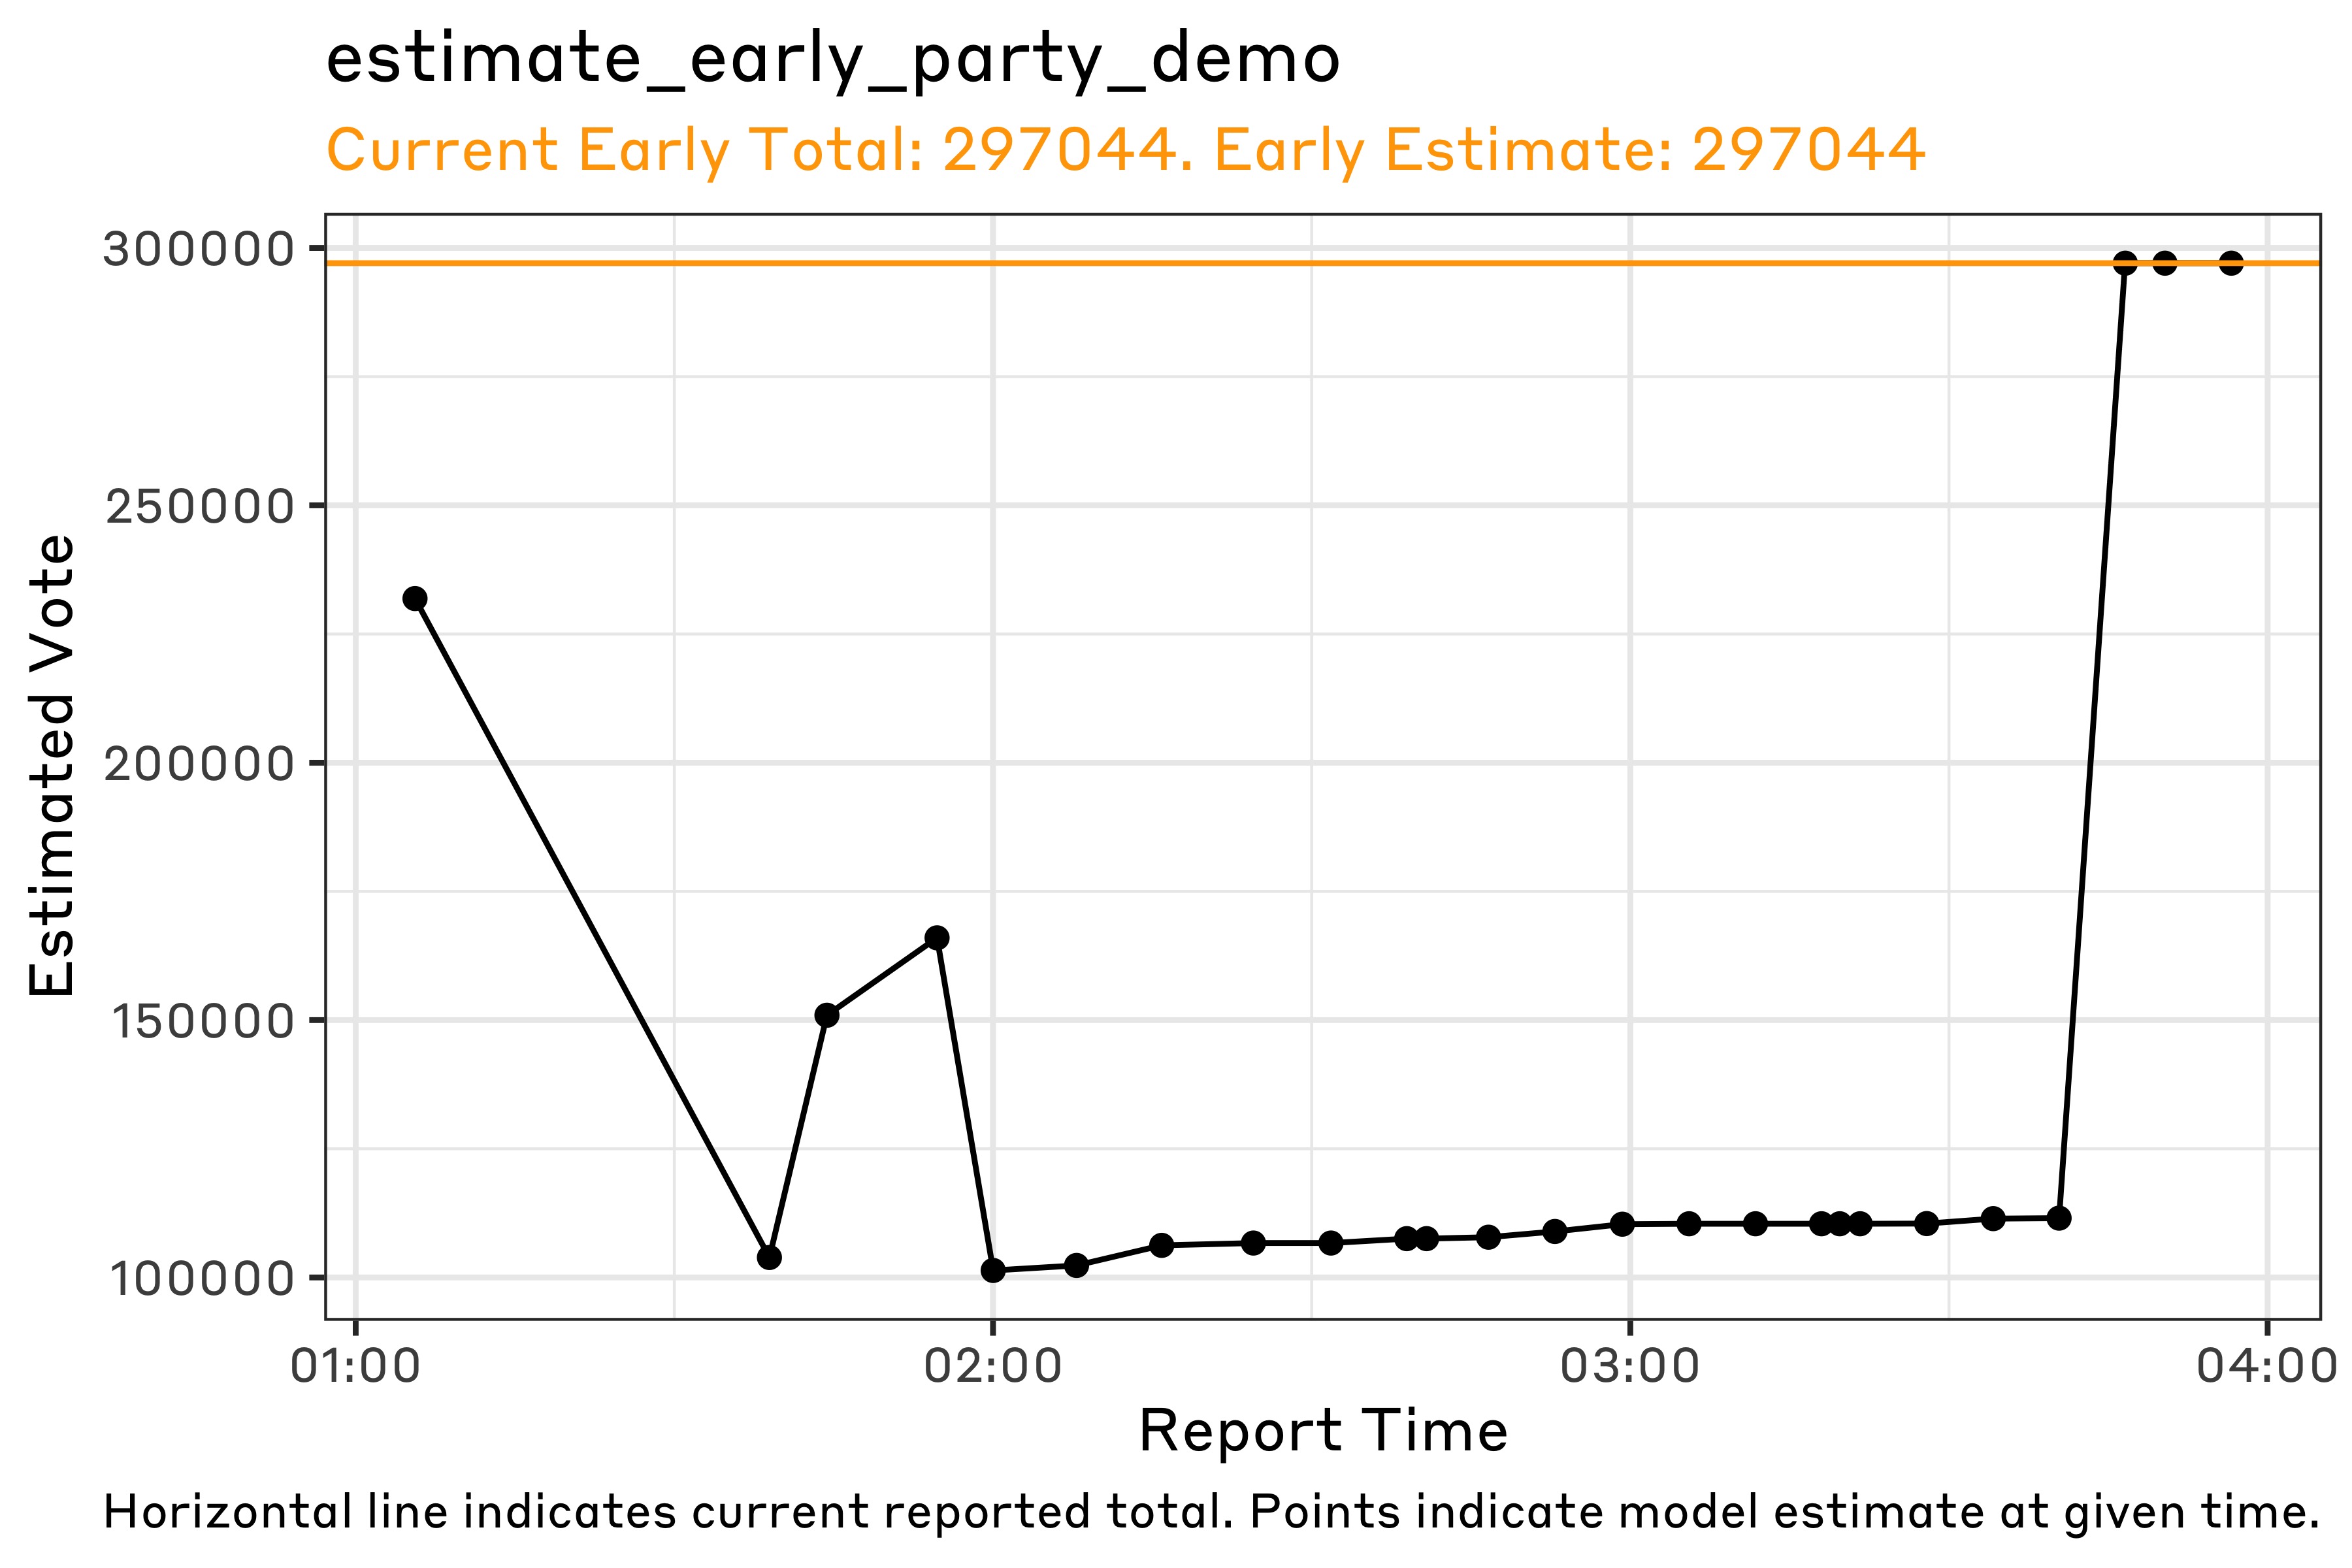 estimate_early_party_demo
Current Early Total: 297044. Early Estimate: 297044
300000
250000
200000
150000
100000
Estimated Vote
01:00 02:00 03:00 04:00
Report Time
Horizontal line indicates current reported total. Points indicate model estimate at given time.